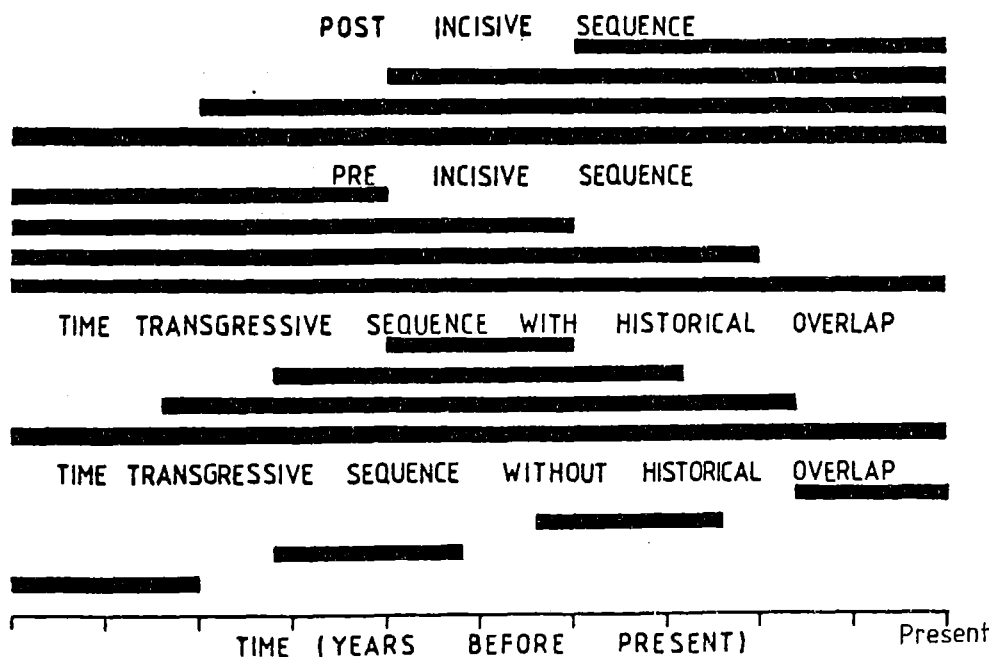 POST INCISIVE SEQUENCE
PRE INCISIVE SEQUENCE
TIME TRANSGRESSIVE SEQUENCE WITH HISTORICAL OVERLAP
TIME TRANSGRESSIVE SEQUENCE WITHOUT HISTORICAL OVERLAP
TIME (YEARS BEFORE PRESENT) Present